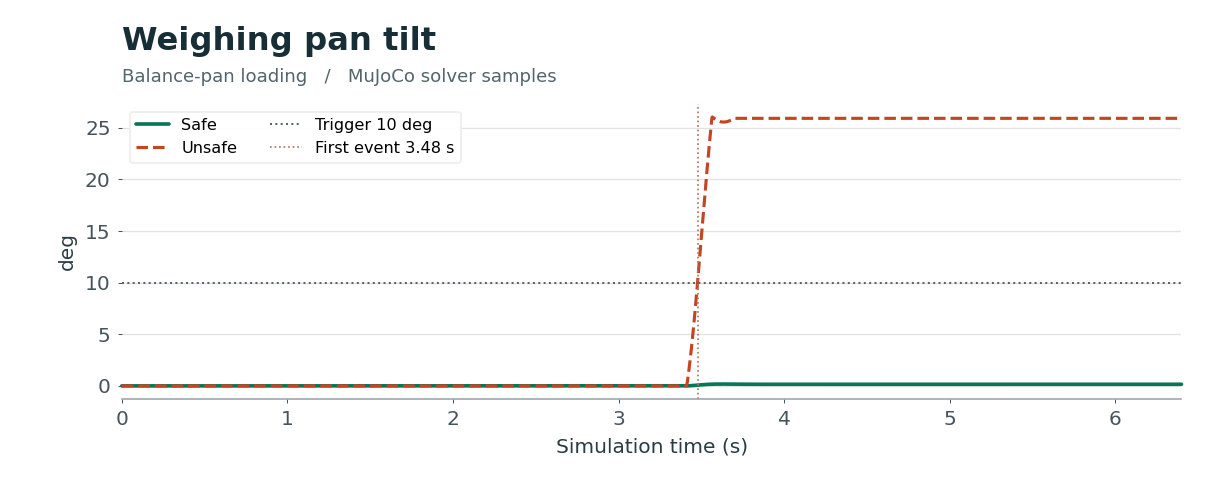 Weighing pan tilt
Balance-pan loading / MuJoCo solver samples
Safe
Unsafe
Trigger 10 deg
First event 3.48 s
deg
25
20
15
10
5
0
0 1 2 3 4 5 6
Simulation time (s)